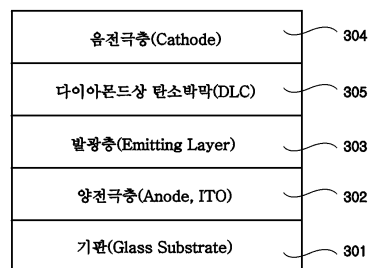 음전극층(Cathode) 304
다이아몬드상 탄소박막(DLC) 305
발광층(Emitting Layer) 303
양전극층(Anode, ITO) 302
기판(Glass Substrate) 301